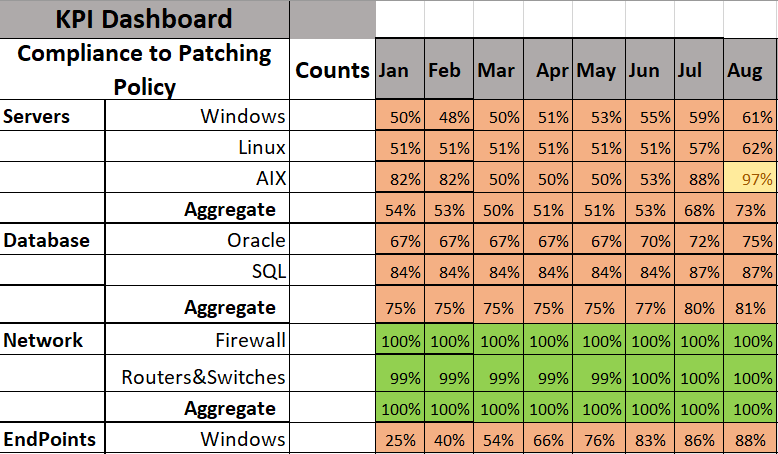 KPI Dashboard
Compliance to Patching
Policy
Counts Jan Feb Mar Apr May Jun Jul Aug
Servers Windows 50% 48% 50% 51% 53% 55% 59% 61%
Linux 51% 51% 51% 51% 51% 51% 57% 62%
AIX 82% 82% 50% 50% 50% 53% 88% 97%
Aggregate 54% 53% 50% 51% 51% 53% 68% 73%
Database Oracle 67% 67% 67% 67% 67% 70% 72% 75%
SQL 84% 84% 84% 84% 84% 84% 87% 87%
Aggregate 75% 75% 75% 75% 75% 77% 80% 81%
Network Firewall 100% 100% 100% 100% 100% 100% 100% 100%
Routers&Switches 99% 99% 99% 99% 99% 100% 100% 100%
Aggregate 100% 100% 100% 100% 100% 100% 100% 100%
EndPoints Windows 25% 40% 54% 66% 76% 83% 86% 88%